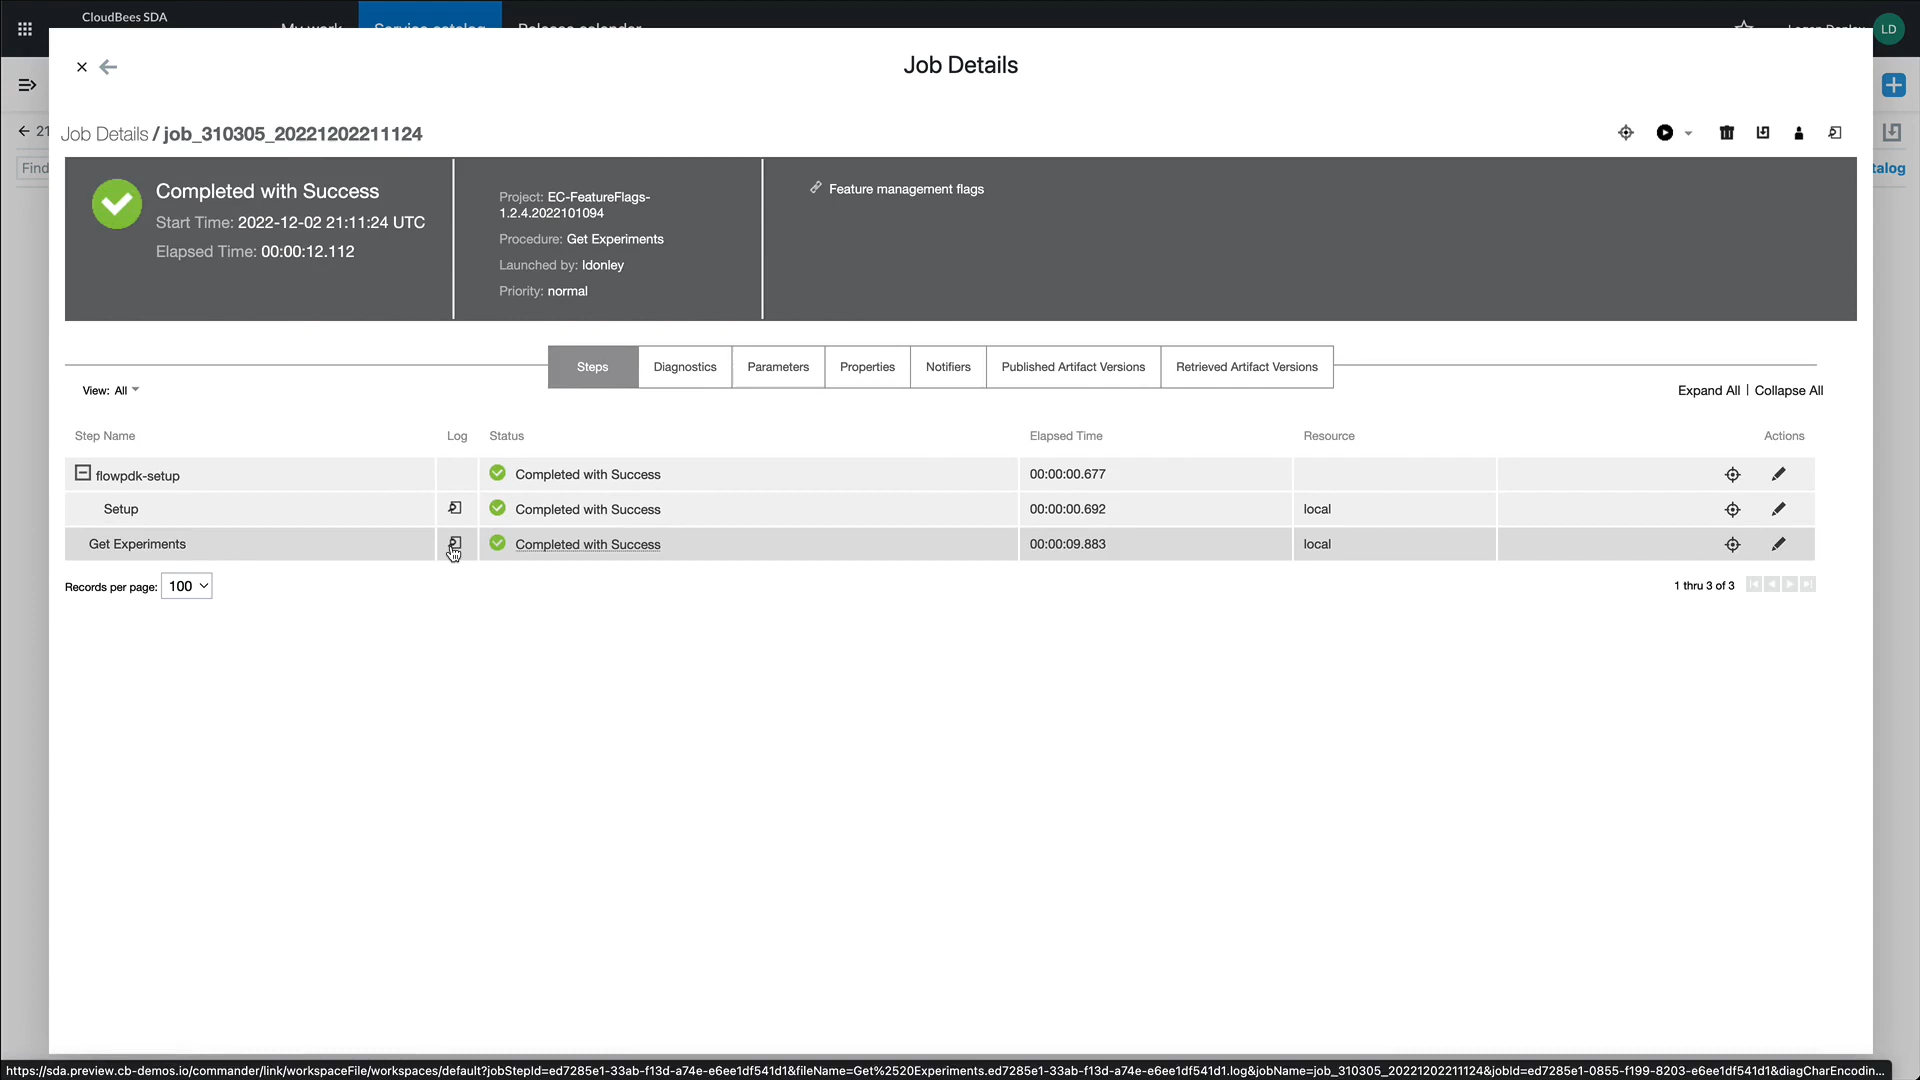 CloudBees SDA
My work Service catalog Release calendar
Logan Donley LD
Job Details
21
Job Details / job_310305_20221202211124
Find
alog
Completed with Success
Start Time: 2022-12-02 21:11:24 UTC
Elapsed Time: 00:00:12.112
Project: EC-FeatureFlags-
1.2.4.2022101094
Procedure: Get Experiments
Launched by: ldonley
Priority: normal
Feature management flags
Steps Diagnostics Parameters Properties Notifiers Published Artifact Versions Retrieved Artifact Versions
View: All
Expand All | Collapse All
Step Name Log Status Elapsed Time Resource Actions
flowpdk-setup Completed with Success 00:00:00.677
Setup Completed with Success 00:00:00.692 local
Get Experiments Completed with Success 00:00:09.883 local
Records per page: 100
1 thru 3 of 3
https://sda.preview.cb-demos.io/commander/link/workspaceFile/workspaces/default?jobStepId=ed7285e1-33ab-f13d-a74e-e6ee1df541d1&fileName=Get%2520Experiments.ed7285e1-33ab-f13d-a74e-e6ee1df541d1.log&jobName=job_310305_20221202211124&jobId=ed7285e1-0855-f199-8203-e6ee1df541d1&diagCharEncodin...